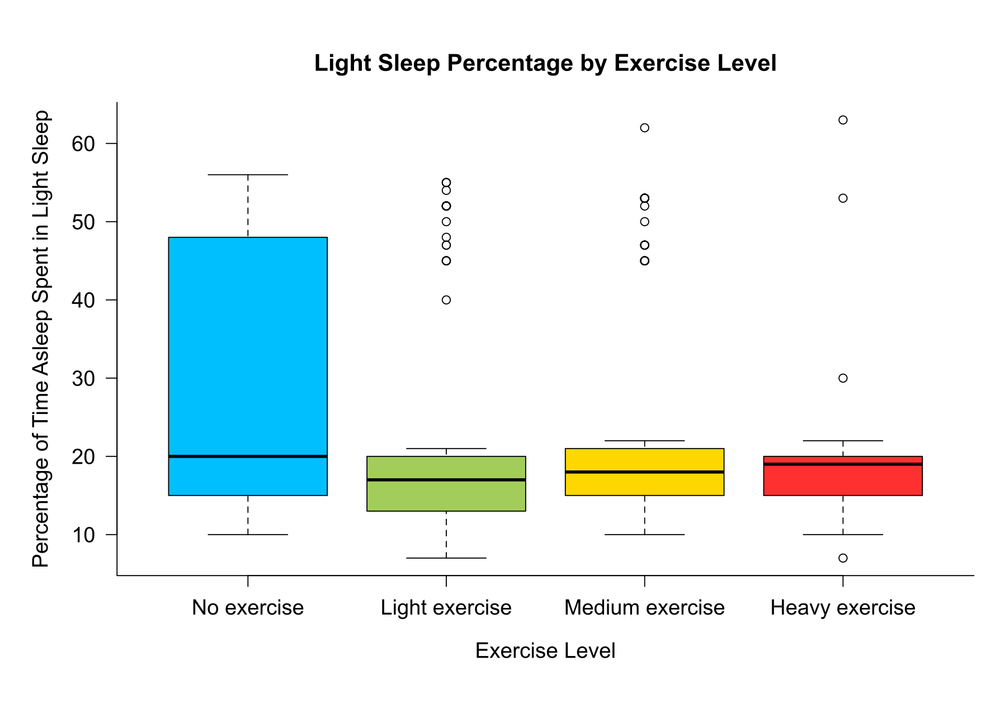 Light Sleep Percentage by Exercise Level
Percentage of Time Asleep Spent in Light Sleep
60
50
40
30
20
10
No exercise
Light exercise
Medium exercise
Heavy exercise
Exercise Level